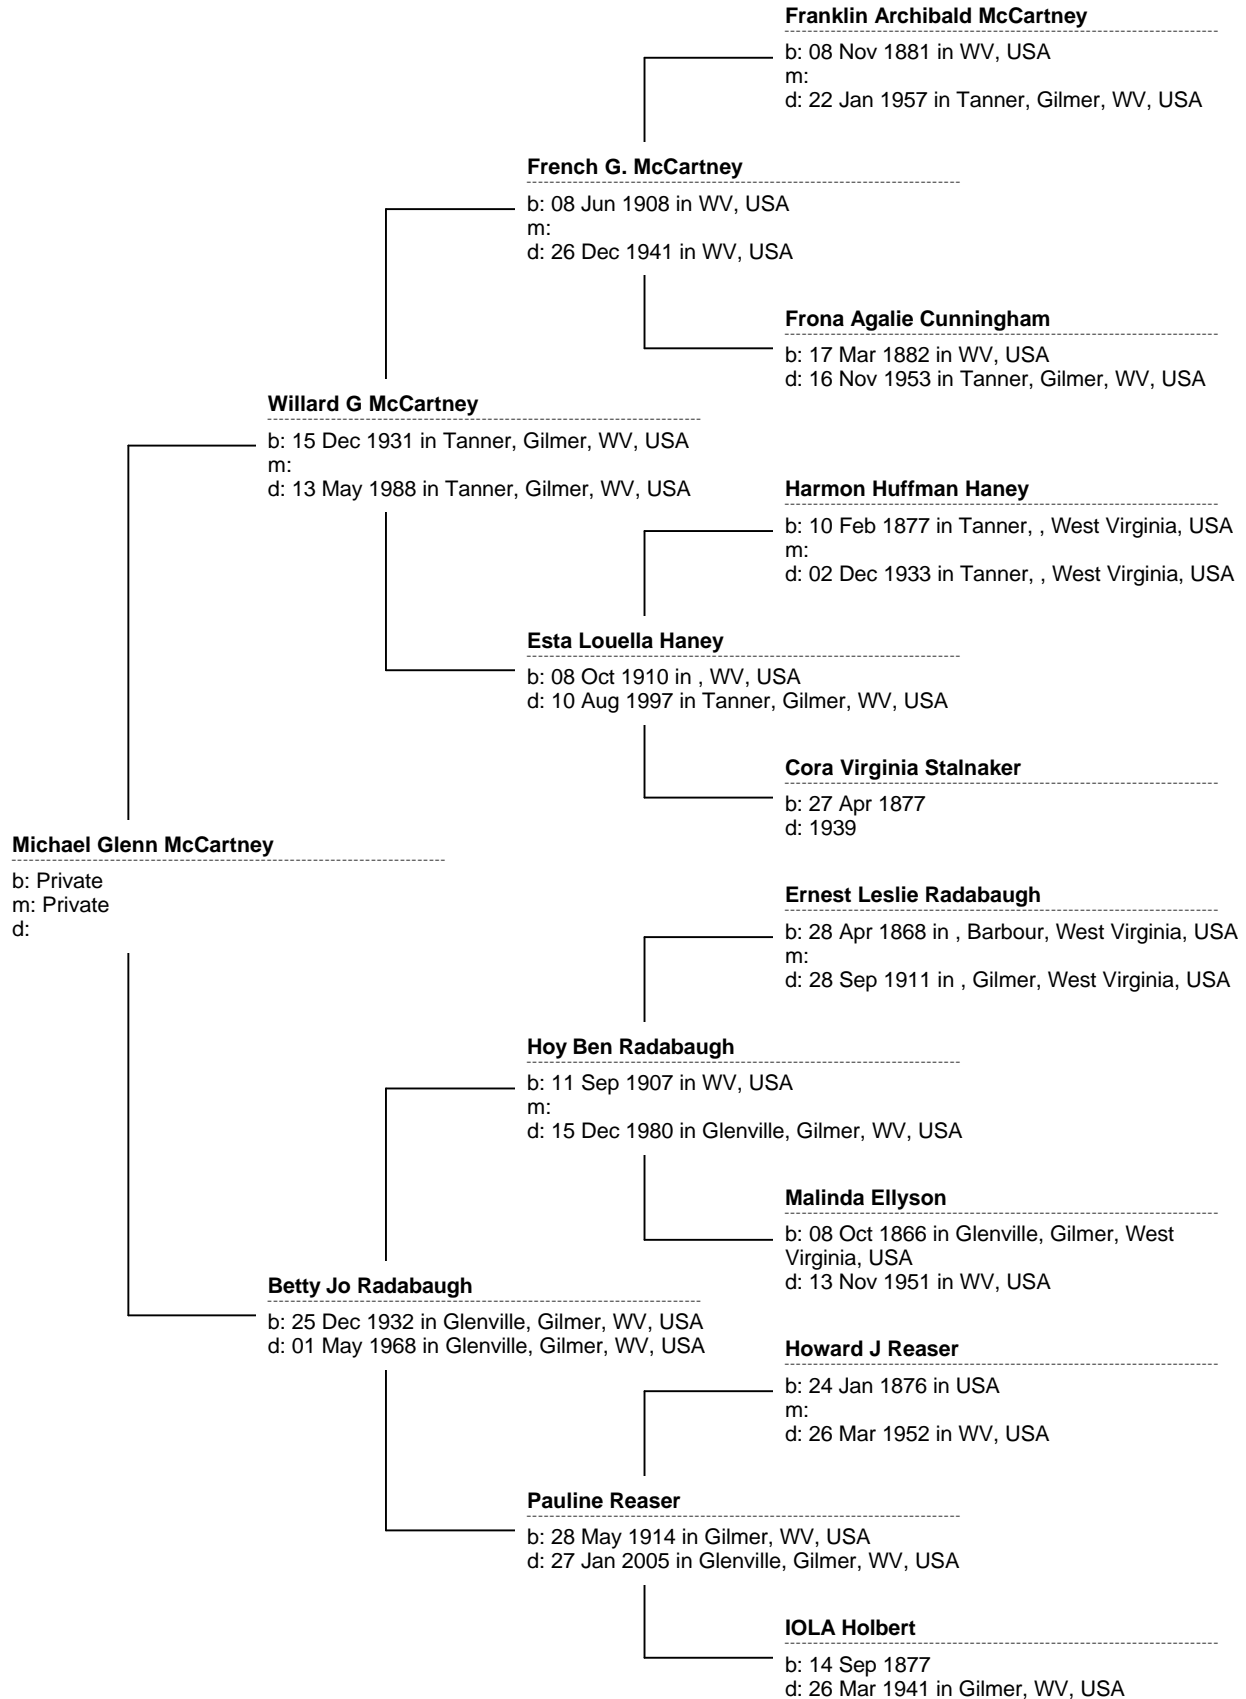 Franklin Archibald McCartney
b: 08 Nov 1881 in WV, USA
m:
d: 22 Jan 1957 in Tanner, Gilmer, WV, USA
French G. McCartney
b: 08 Jun 1908 in WV, USA
m:
d: 26 Dec 1941 in WV, USA
Frona Agalie Cunningham
b: 17 Mar 1882 in WV, USA
d: 16 Nov 1953 in Tanner, Gilmer, WV, USA
Willard G McCartney
b: 15 Dec 1931 in Tanner, Gilmer, WV, USA
m:
d: 13 May 1988 in Tanner, Gilmer, WV, USA
Harmon Huffman Haney
b: 10 Feb 1877 in Tanner, , West Virginia, USA
m:
d: 02 Dec 1933 in Tanner, , West Virginia, USA
Esta Louella Haney
b: 08 Oct 1910 in , WV, USA
d: 10 Aug 1997 in Tanner, Gilmer, WV, USA
Cora Virginia Stalnaker
b: 27 Apr 1877
d: 1939
Michael Glenn McCartney
b: Private
m: Private
d:
Ernest Leslie Radabaugh
b: 28 Apr 1868 in , Barbour, West Virginia, USA
m:
d: 28 Sep 1911 in , Gilmer, West Virginia, USA
Hoy Ben Radabaugh
b: 11 Sep 1907 in WV, USA
m:
d: 15 Dec 1980 in Glenville, Gilmer, WV, USA
Malinda Ellyson
b: 08 Oct 1866 in Glenville, Gilmer, West
Virginia, USA
d: 13 Nov 1951 in WV, USA
Betty Jo Radabaugh
b: 25 Dec 1932 in Glenville, Gilmer, WV, USA
d: 01 May 1968 in Glenville, Gilmer, WV, USA
Howard J Reaser
b: 24 Jan 1876 in USA
m:
d: 26 Mar 1952 in WV, USA
Pauline Reaser
b: 28 May 1914 in Gilmer, WV, USA
d: 27 Jan 2005 in Glenville, Gilmer, WV, USA
IOLA Holbert
b: 14 Sep 1877
d: 26 Mar 1941 in Gilmer, WV, USA